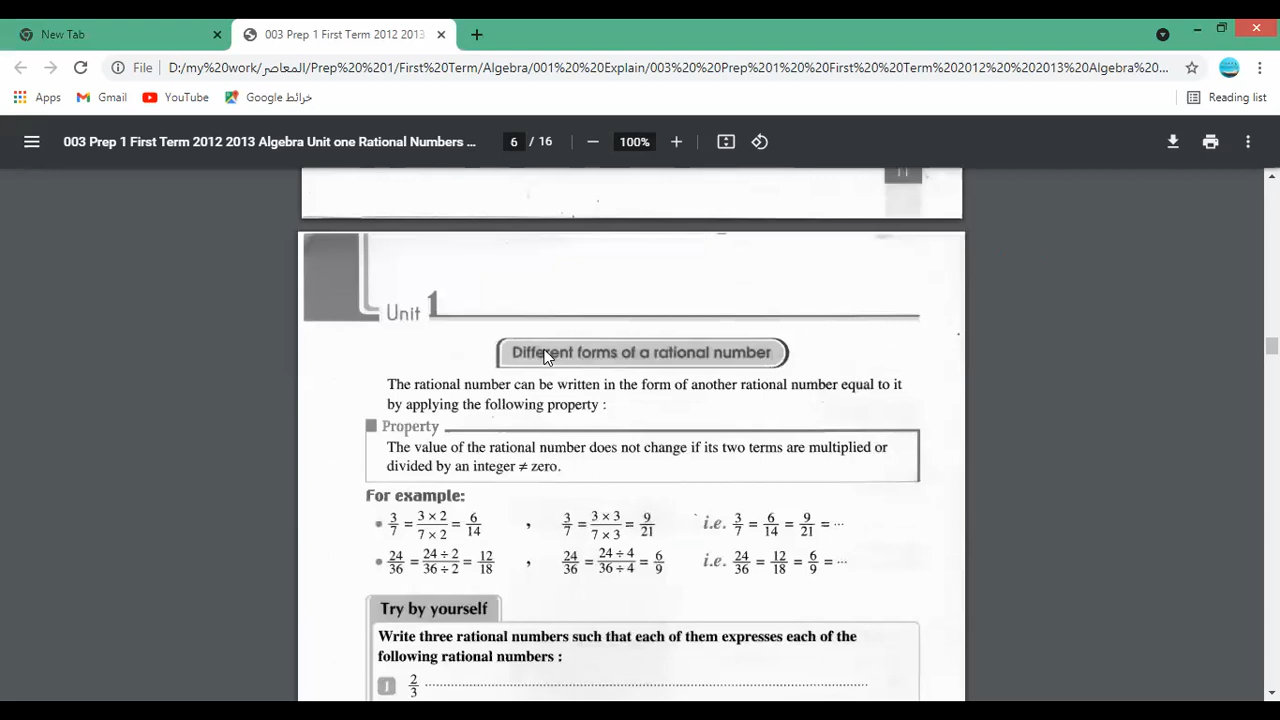 New Tab
003 Prep 1 First Term 2012 2013
File D:/my%20work/المعاصر/Prep%20%201/First%20Term/Algebra/001%20%20Explain/003%20%20Prep%201%20%20First%20%20Term%202012%20%202013%20Algebra%20...
Apps Gmail YouTube خرائط Google Reading list
003 Prep 1 First Term 2012 2013 Algebra Unit one Rational Numbers ... 6 / 16 100%
11
Unit 1
Different forms of a rational number
The rational number can be written in the form of another rational number equal to it
by applying the following property :
Property
The value of the rational number does not change if its two terms are multiplied or
divided by an integer ≠ zero.
For example:
• 3/7 = (3 × 2)/(7 × 2) = 6/14 , 3/7 = (3 × 3)/(7 × 3) = 9/21 i.e. 3/7 = 6/14 = 9/21 = ...
• 24/36 = (24 ÷ 2)/(36 ÷ 2) = 12/18 , 24/36 = (24 ÷ 4)/(36 ÷ 4) = 6/9 i.e. 24/36 = 12/18 = 6/9 = ...
Try by yourself
Write three rational numbers such that each of them expresses each of the
following rational numbers :
1 2/3 ........................................